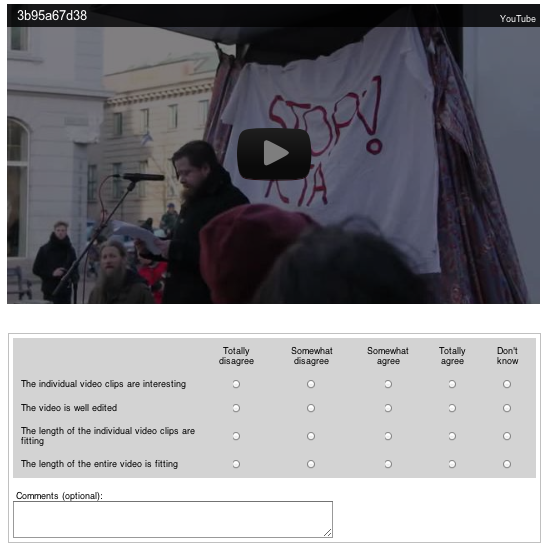 3b95a67d38
YouTube
STOP!
Totally disagree
Somewhat disagree
Somewhat agree
Totally agree
Don't know
The individual video clips are interesting
The video is well edited
The length of the individual video clips are
fitting
The length of the entire video is fitting
Comments (optional):